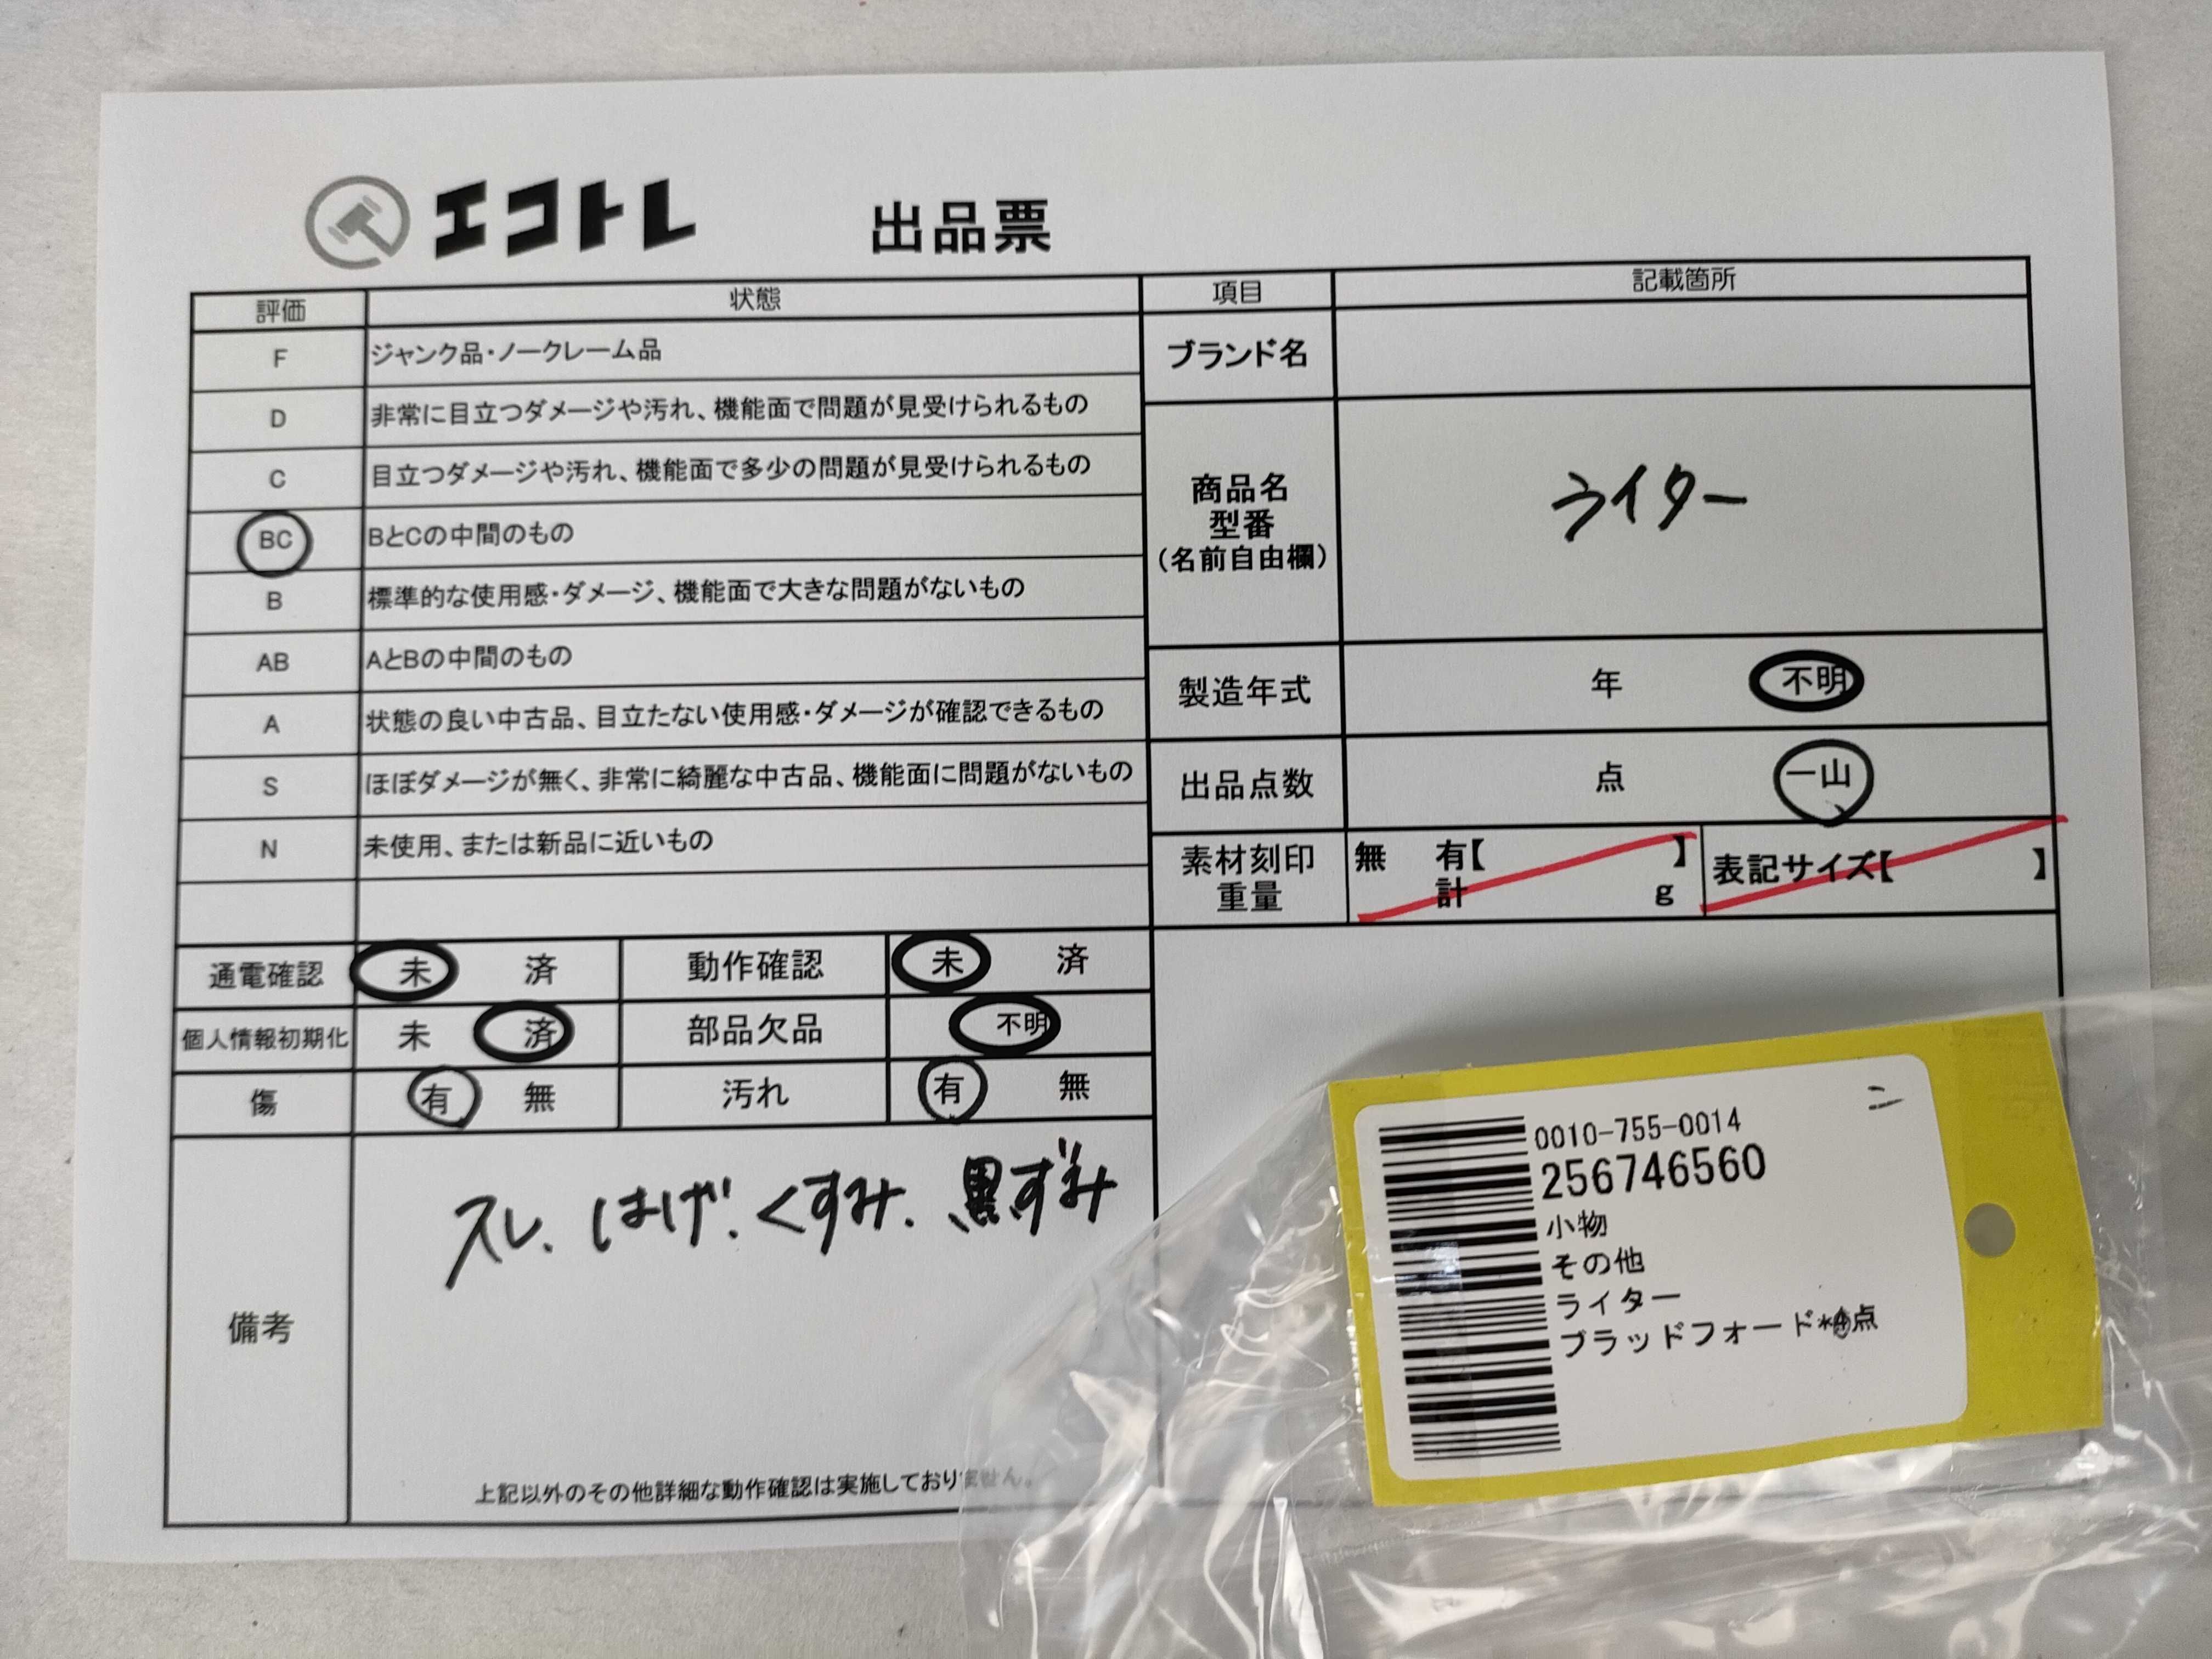 エコトレ 出品票
評価 状態
F ジャンク品・ノークレーム品
D 非常に目立つダメージや汚れ、機能面で問題が見受けられるもの
C 目立つダメージや汚れ、機能面で多少の問題が見受けられるもの
BC BとCの中間のもの
B 標準的な使用感・ダメージ、機能面で大きな問題がないもの
AB AとBの中間のもの
A 状態の良い中古品、目立たない使用感・ダメージが確認できるもの
S ほぼダメージが無く、非常に綺麗な中古品、機能面に問題がないもの
N 未使用、または新品に近いもの
通電確認 未 済 動作確認 未 済
個人情報初期化 未 済 部品欠品 不明
傷 有 無 汚れ 有 無
備考
スレ、はげ、くすみ、黒ずみ
上記以外のその他詳細な動作確認は実施しておりません。
項目 記載箇所
ブランド名
商品名
型番
(名前自由欄)
ライター
製造年式 年 不明
出品点数 点 一山
素材刻印
重量
無 有【 】
計 g
表記サイズ【 】
0010-755-0014
256746560
小物
その他
ライター
ブラッドフォード*点